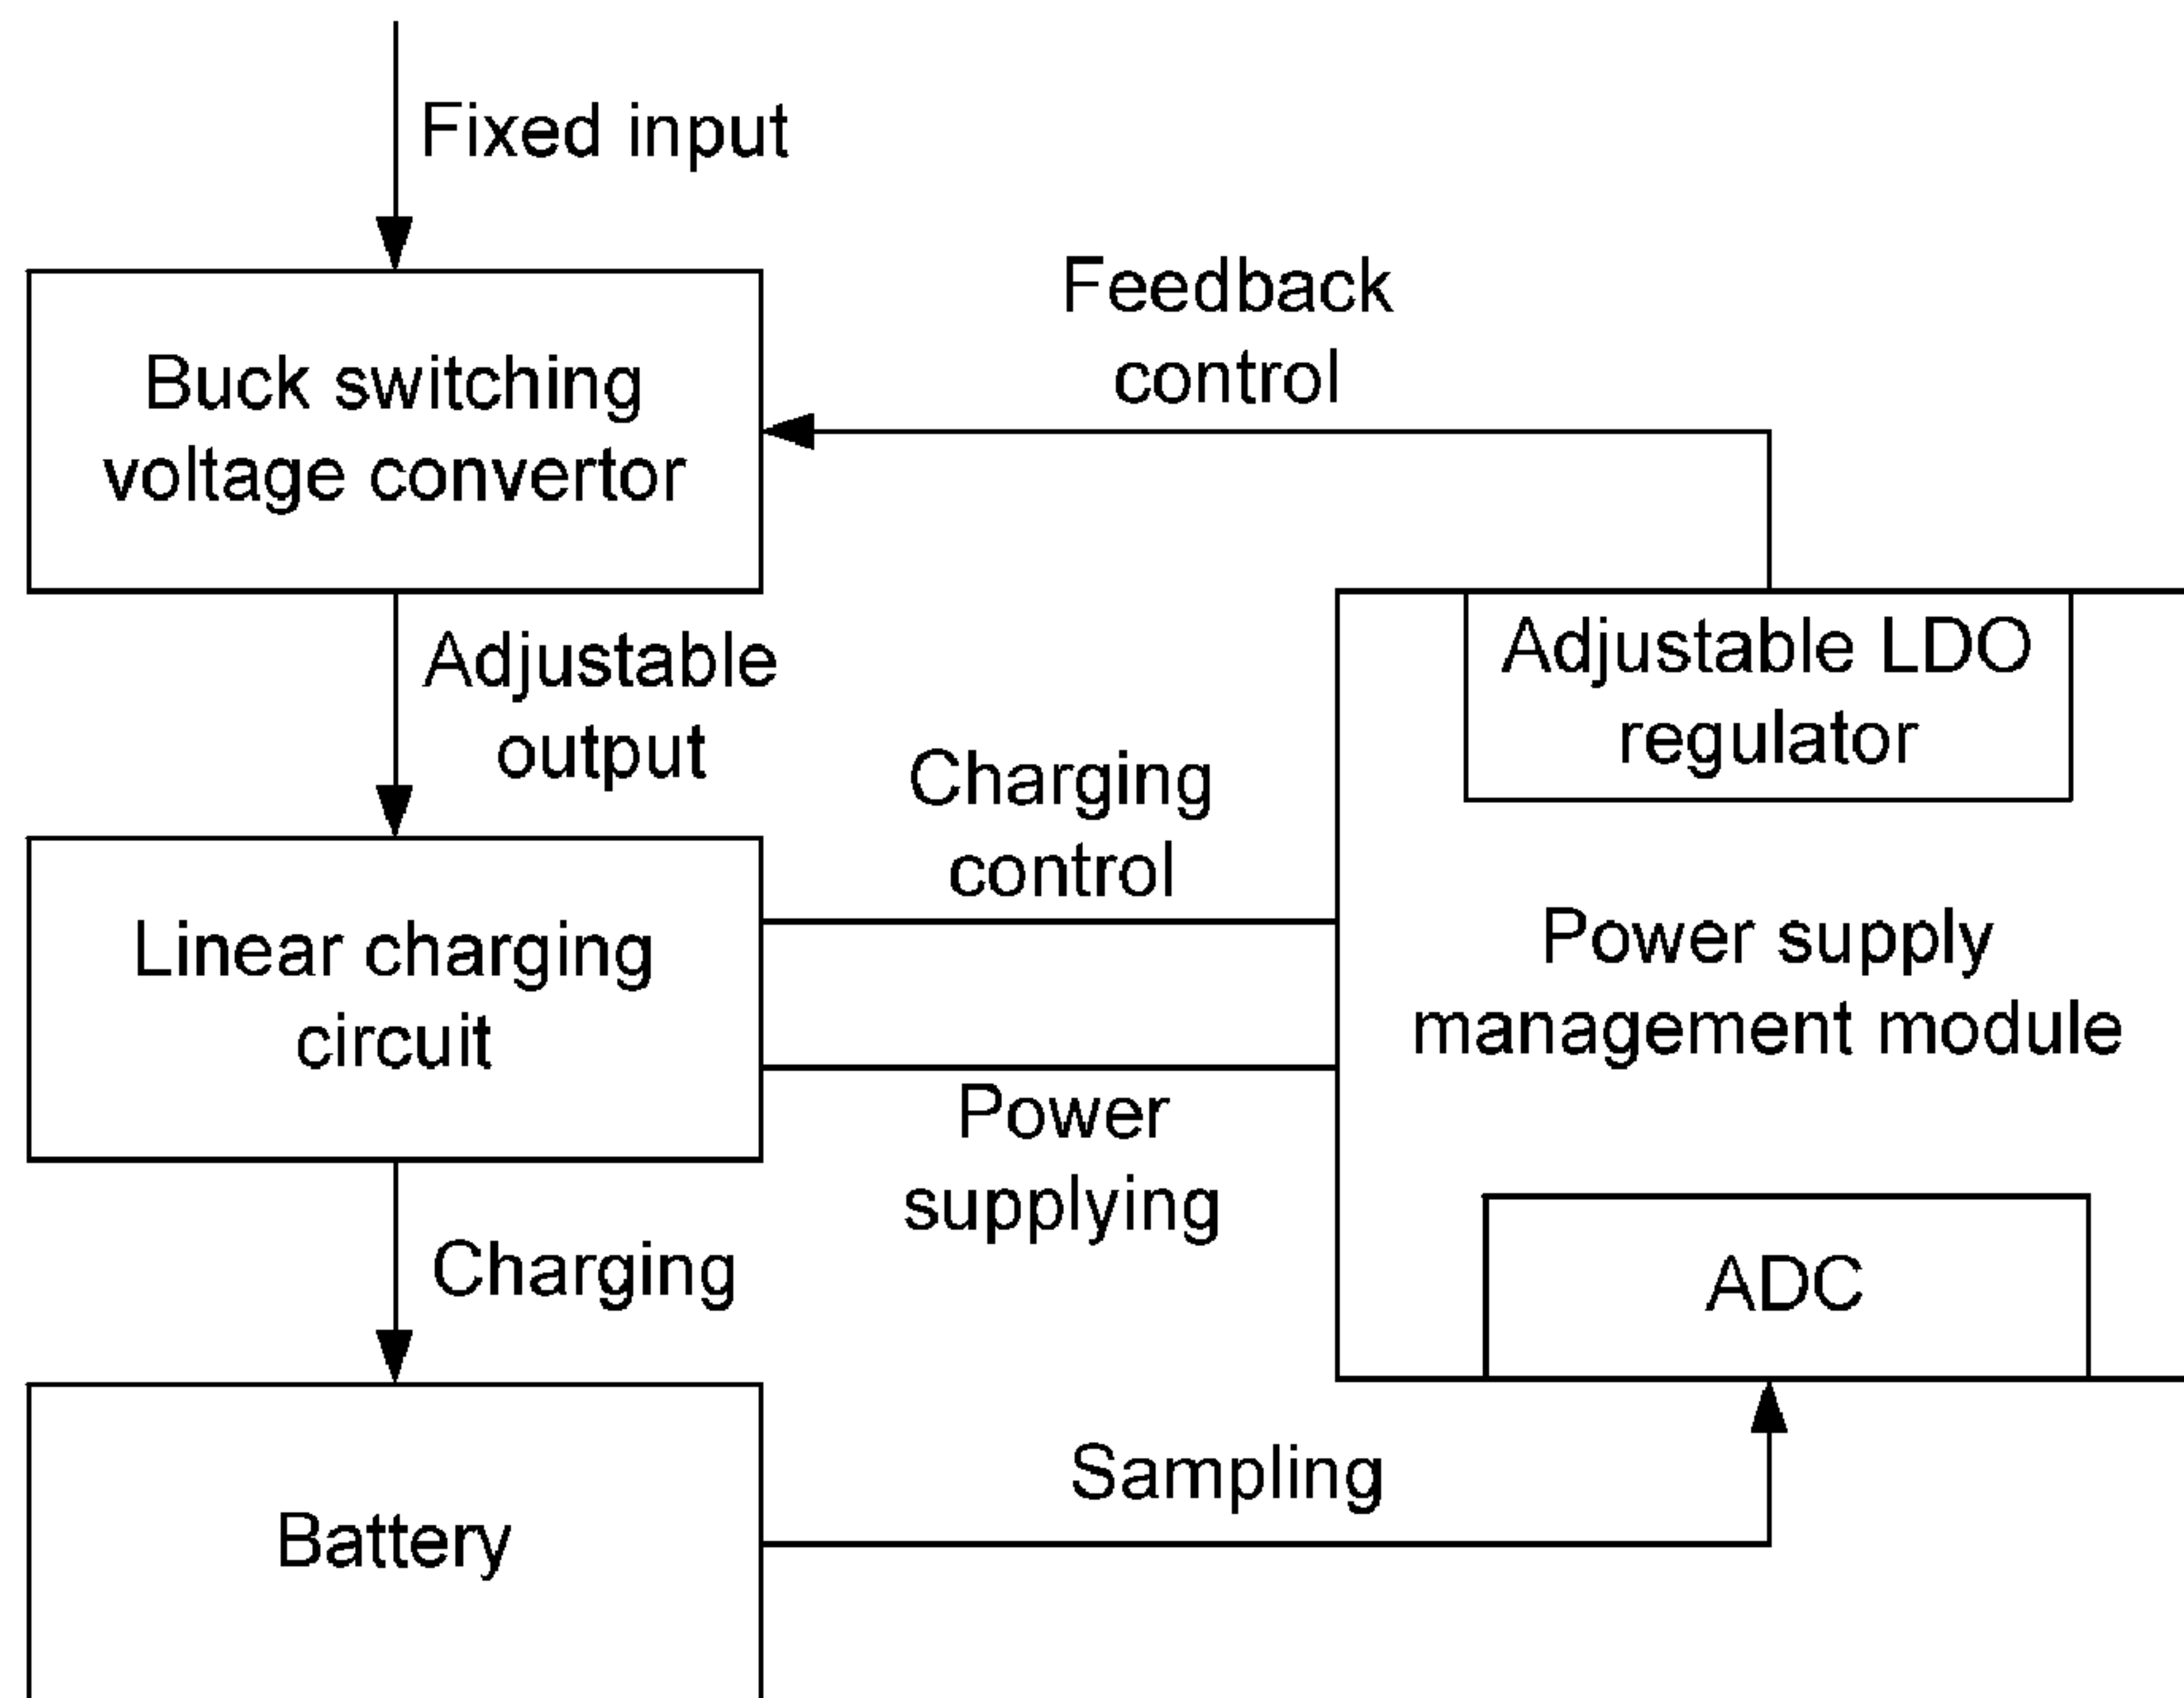 Fixed input
Buck switching
voltage convertor
Feedback
control
Adjustable
output
Adjustable LDO
regulator
Charging
control
Linear charging
circuit
Power supply
management module
Power
supplying
Charging
ADC
Sampling
Battery